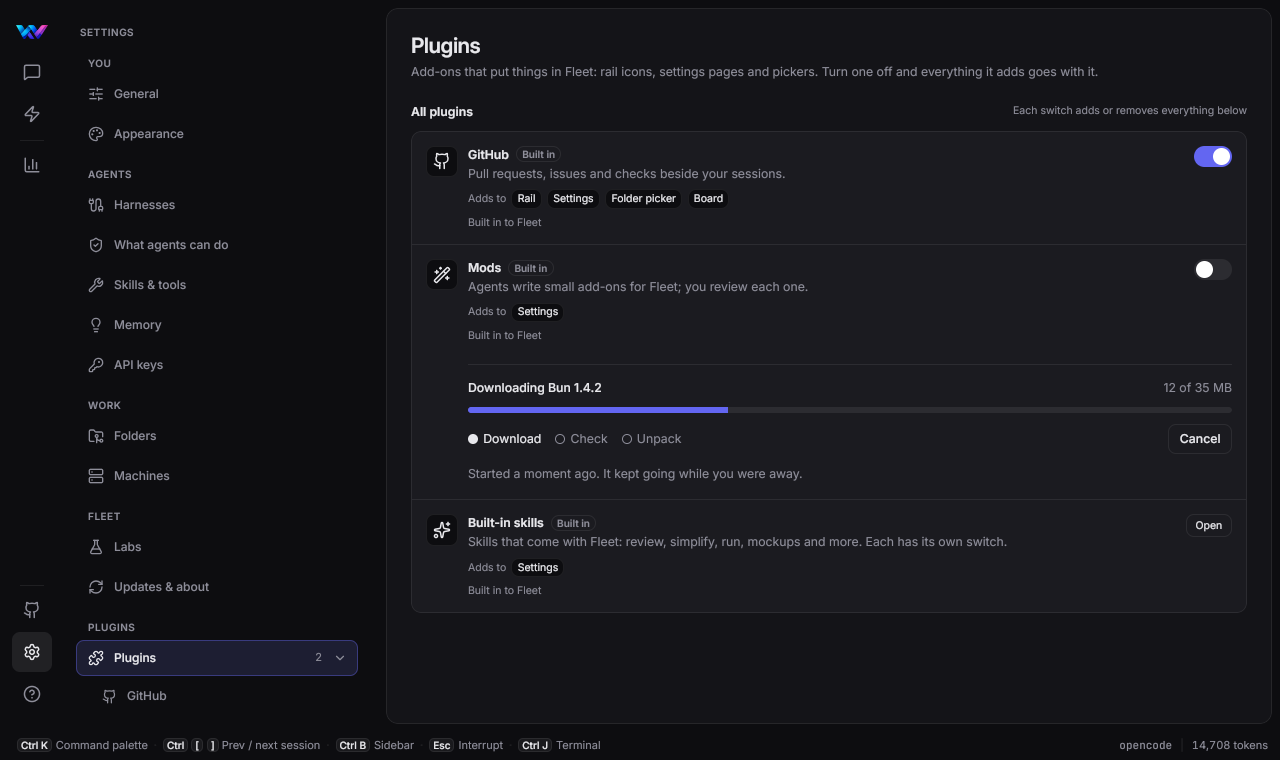 SETTINGS
YOU
General
Appearance
AGENTS
Harnesses
What agents can do
Skills & tools
Memory
API keys
WORK
Folders
Machines
FLEET
Labs
Updates & about
PLUGINS
Plugins 2
GitHub
Plugins
Add-ons that put things in Fleet: rail icons, settings pages and pickers. Turn one off and everything it adds goes with it.
All plugins Each switch adds or removes everything below
GitHub Built in
Pull requests, issues and checks beside your sessions.
Adds to Rail Settings Folder picker Board
Built in to Fleet
Mods Built in
Agents write small add-ons for Fleet; you review each one.
Adds to Settings
Built in to Fleet
Downloading Bun 1.4.2 12 of 35 MB
Download Check Unpack Cancel
Started a moment ago. It kept going while you were away.
Built-in skills Built in Open
Skills that come with Fleet: review, simplify, run, mockups and more. Each has its own switch.
Adds to Settings
Built in to Fleet
Ctrl K Command palette · Ctrl [ ] Prev / next session · Ctrl B Sidebar · Esc Interrupt · Ctrl J Terminal opencode 14,708 tokens